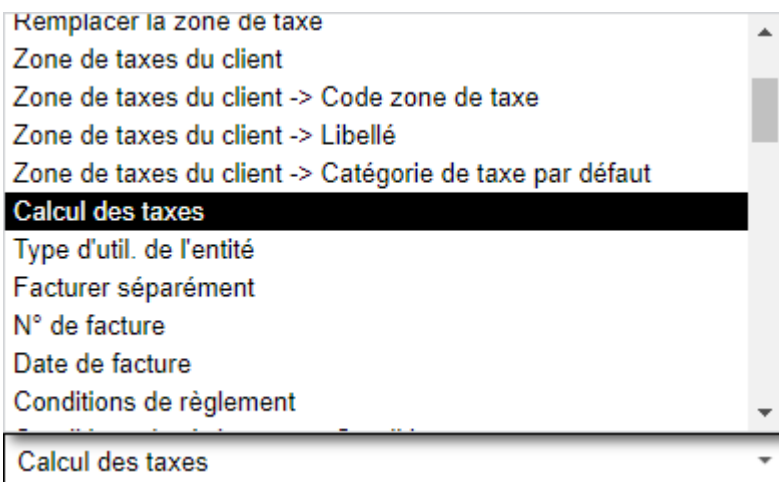 Remplacer la zone de taxe
Zone de taxes du client
Zone de taxes du client -> Code zone de taxe
Zone de taxes du client -> Libellé
Zone de taxes du client -> Catégorie de taxe par défaut
Calcul des taxes
Type d'util. de l'entité
Facturer séparément
N° de facture
Date de facture
Conditions de règlement
Calcul des taxes